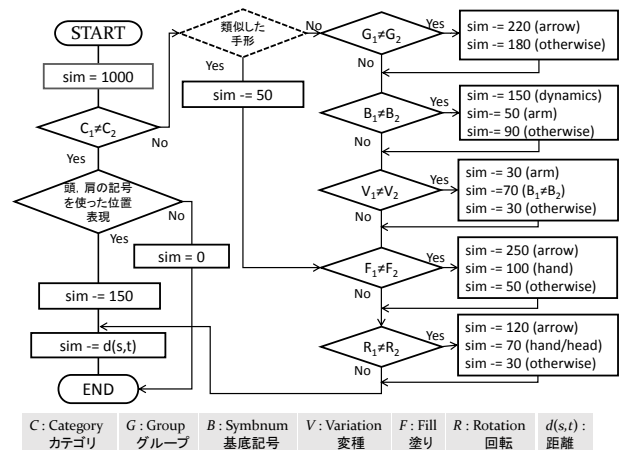 START
sim = 1000
C₁≠C₂
No
Yes
頭，肩の記号
を使った位置
表現
No
Yes
sim = 0
sim -= 150
sim -= d(s,t)
END
類似した
手形
No
Yes
sim -= 50
G₁≠G₂
Yes
No
sim -= 220 (arrow)
sim -= 180 (otherwise)
B₁≠B₂
Yes
No
sim -= 150 (dynamics)
sim-= 50 (arm)
sim-= 90 (otherwise)
V₁≠V₂
Yes
No
sim -= 30 (arm)
sim -=70 (B₁≠B₂)
sim -= 30 (otherwise)
F₁≠F₂
Yes
No
sim -= 250 (arrow)
sim -= 100 (hand)
sim -= 50 (otherwise)
R₁≠R₂
Yes
No
sim -= 120 (arrow)
sim -= 70 (hand/head)
sim -= 30 (otherwise)
C : Category
カテゴリ
G : Group
グループ
B : Symbnum
基底記号
V : Variation
変種
F : Fill
塗り
R : Rotation
回転
d(s,t) :
距離